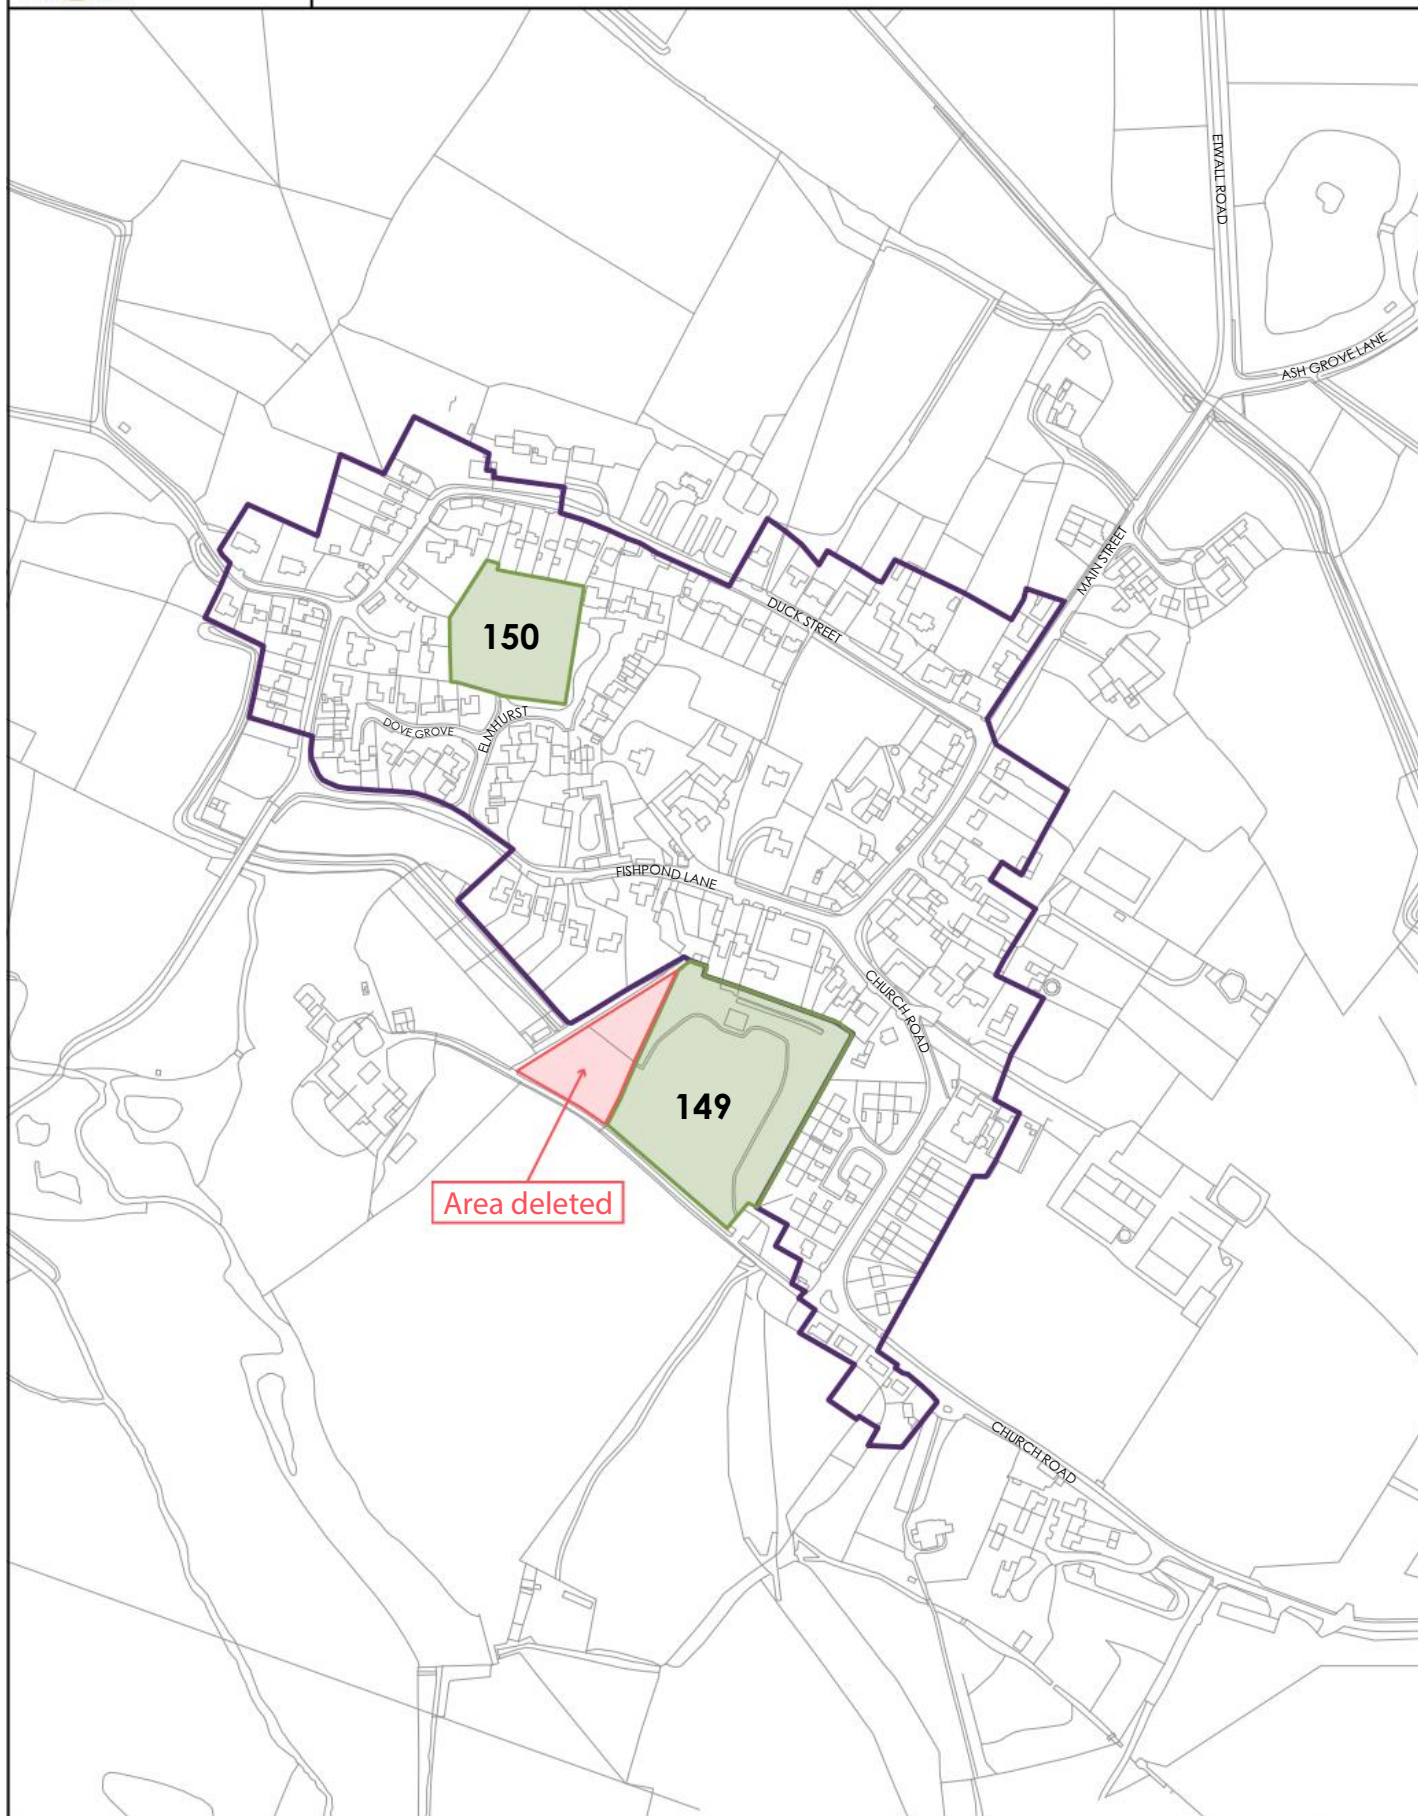 ETWALL ROAD
ASH GROVE LANE
MAIN STREET
DUCK STREET
150
DOVE GROVE
ELMHURST
FISHPOND LANE
CHURCH ROAD
149
Area deleted
CHURCH ROAD